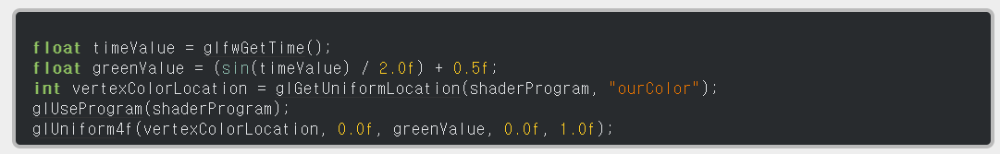 float timeValue = glfwGetTime();
float greenValue = (sin(timeValue) / 2.0f) + 0.5f;
int vertexColorLocation = glGetUniformLocation(shaderProgram, "ourColor");
glUseProgram(shaderProgram);
glUniform4f(vertexColorLocation, 0.0f, greenValue, 0.0f, 1.0f);